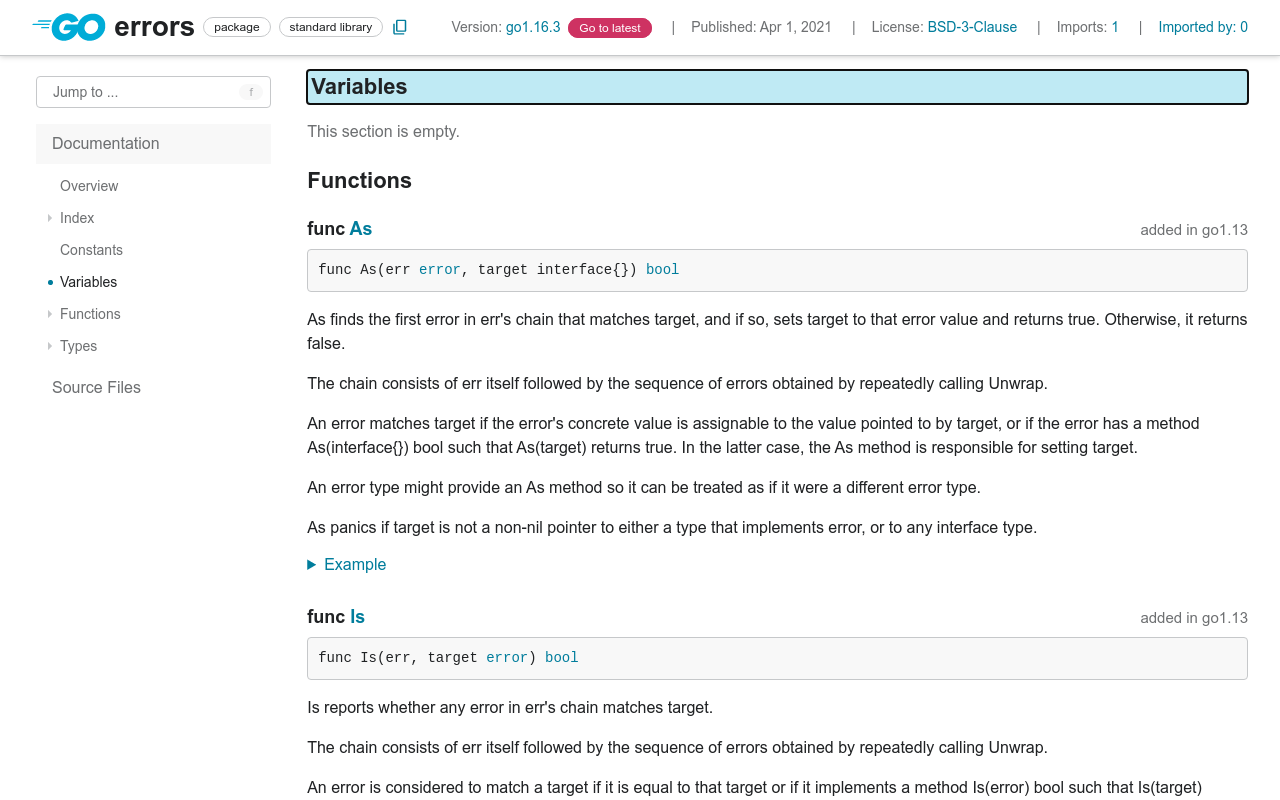 GO errors package standard library Version: go1.16.3 Go to latest | Published: Apr 1, 2021 | License: BSD-3-Clause | Imports: 1 | Imported by: 0
Jump to ... f
Documentation
Overview
Index
Constants
Variables
Functions
Types
Source Files
Variables
This section is empty.
Functions
func As added in go1.13
func As(err error, target interface{}) bool
As finds the first error in err's chain that matches target, and if so, sets target to that error value and returns true. Otherwise, it returns
false.
The chain consists of err itself followed by the sequence of errors obtained by repeatedly calling Unwrap.
An error matches target if the error's concrete value is assignable to the value pointed to by target, or if the error has a method
As(interface{}) bool such that As(target) returns true. In the latter case, the As method is responsible for setting target.
An error type might provide an As method so it can be treated as if it were a different error type.
As panics if target is not a non-nil pointer to either a type that implements error, or to any interface type.
Example
func Is added in go1.13
func Is(err, target error) bool
Is reports whether any error in err's chain matches target.
The chain consists of err itself followed by the sequence of errors obtained by repeatedly calling Unwrap.
An error is considered to match a target if it is equal to that target or if it implements a method Is(error) bool such that Is(target)